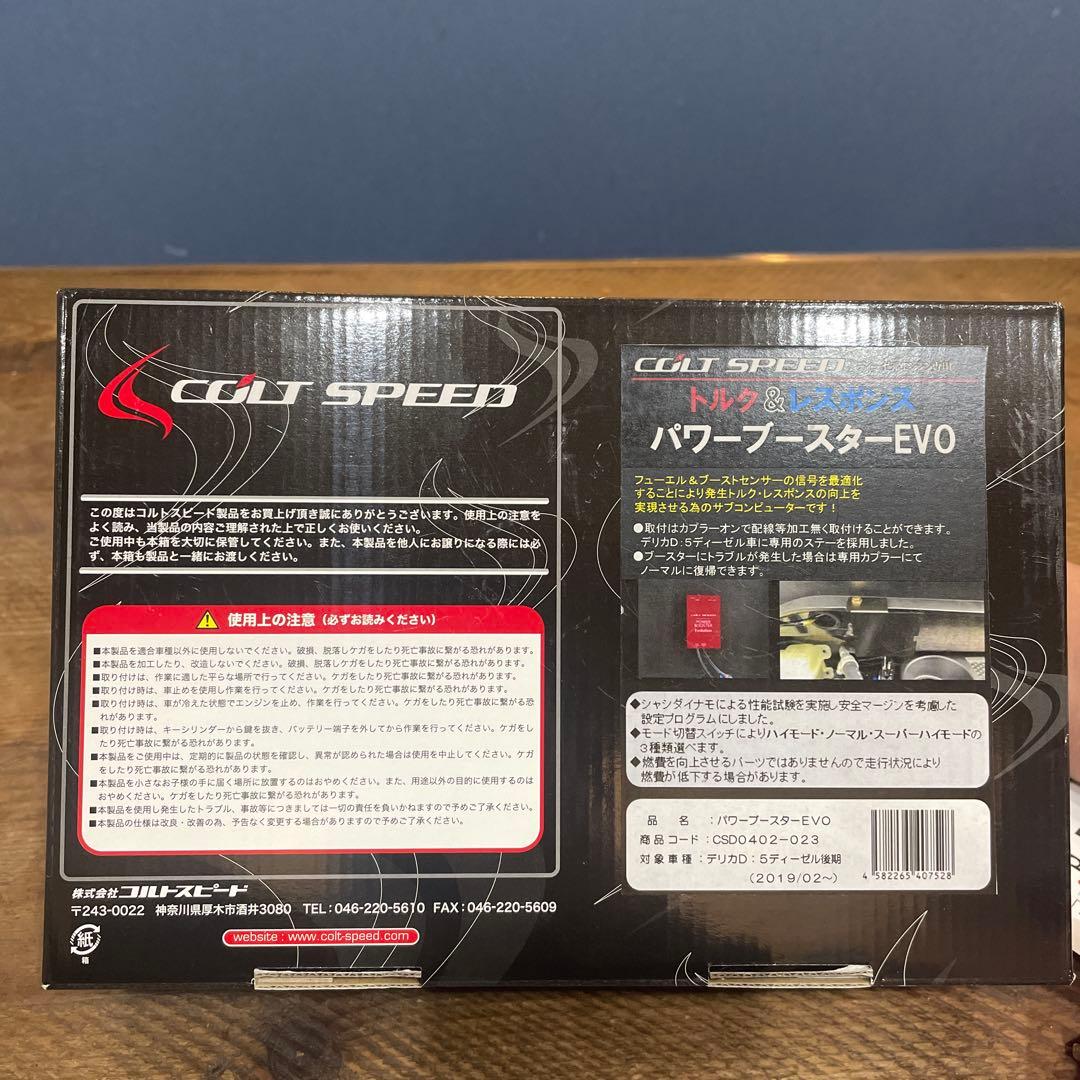 COLT SPEED
この度はコルトスピード製品をお買上げ頂き誠にありがとうございます。使用上の注意を
よく読み、当製品の内容ご理解された上で正しくお使いください。
ご使用中も本箱を大切に保管してください。また、本製品を他人にお譲りになる際には必
ず、本箱も製品と一緒にお渡しください。
使用上の注意（必ずお読みください）
■本製品を適合車種以外に使用しないでください。破損、脱落しケガをしたり死亡事故に繋がる恐れがあります。
■本製品を加工したり、改造しないでください。破損、脱落しケガをしたり死亡事故に繋がる恐れがあります。
■取り付けは、作業に適した平らな場所で行ってください。ケガをしたり死亡事故に繋がる恐れがあります。
■取り付け時は、車止めを使用し作業を行ってください。ケガをしたり死亡事故に繋がる恐れがあります。
■取り付け時は、車が冷えた状態でエンジンを止め、作業を行ってください。ケガをしたり死亡事故に繋がる恐
れがあります。
■取り付け時は、キーシリンダーから鍵を抜き、バッテリー端子を外してから作業を行ってください。ケガをし
たり死亡事故に繋がる恐れがあります。
■本製品をご使用中は、定期的に製品の状態を確認し、異常が認められた場合は使用を中止してください。ケガ
をしたり死亡事故に繋がる恐れがあります。
■本製品を小さなお子様の手に届く場所に放置するのはおやめください。また、用途以外の目的に使用するのは
おやめください。ケガをしたり死亡事故に繋がる恐れがあります。
■本製品を使用し発生したトラブル、事故等につきましては一切の責任を負いかねますので予めご了承ください。
■本製品の仕様は改良・改善の為、予告なく変更する場合がありますので予めご了承ください。
株式会社コルトスピード
〒243-0022 神奈川県厚木市酒井3080 TEL：046-220-5610 FAX：046-220-5609
website : www.colt-speed.com
紙
箱
COLT SPEED
トルク&レスポンス
パワーブースターEVO
フューエル＆ブーストセンサーの信号を最適化
することにより発生トルク・レスポンスの向上を
実現させる為のサブコンピューターです！
●取付はカプラーオンで配線等加工無く取付けることができます。
デリカD：5ディーゼル車に専用のステーを採用しました。
●ブースターにトラブルが発生した場合は専用カプラーにて
ノーマルに復帰できます。
COLT SPEED
POWER
BOOSTER
Evolution
◆シャシダイナモによる性能試験を実施し安全マージンを考慮した
設定プログラムにしました。
◆モード切替スイッチによりハイモード・ノーマル・スーパーハイモードの
3種類選べます。
◆燃費を向上させるパーツではありませんので走行状況により
燃費が低下する場合があります。
品名：パワーブースターEVO
商品コード：CSD0402-023
対象車種：デリカD：5ディーゼル後期
（2019/02～）
4 582265 407528